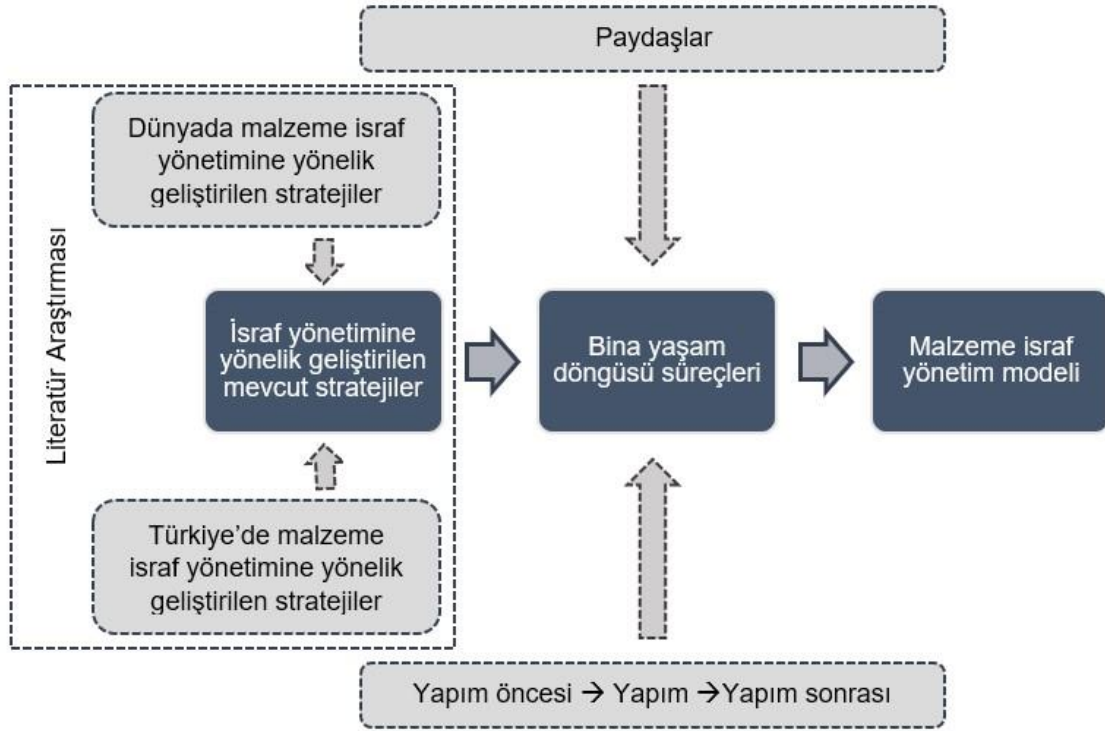 Paydaşlar
Literatür Araştırması
Dünyada malzeme israf
yönetimine yönelik
geliştirilen stratejiler
İsraf yönetimine
yönelik geliştirilen
mevcut stratejiler
Bina yaşam
döngüsü süreçleri
Malzeme israf
yönetim modeli
Türkiye’de malzeme
israf yönetimine yönelik
geliştirilen stratejiler
Yapım öncesi → Yapım →Yapım sonrası